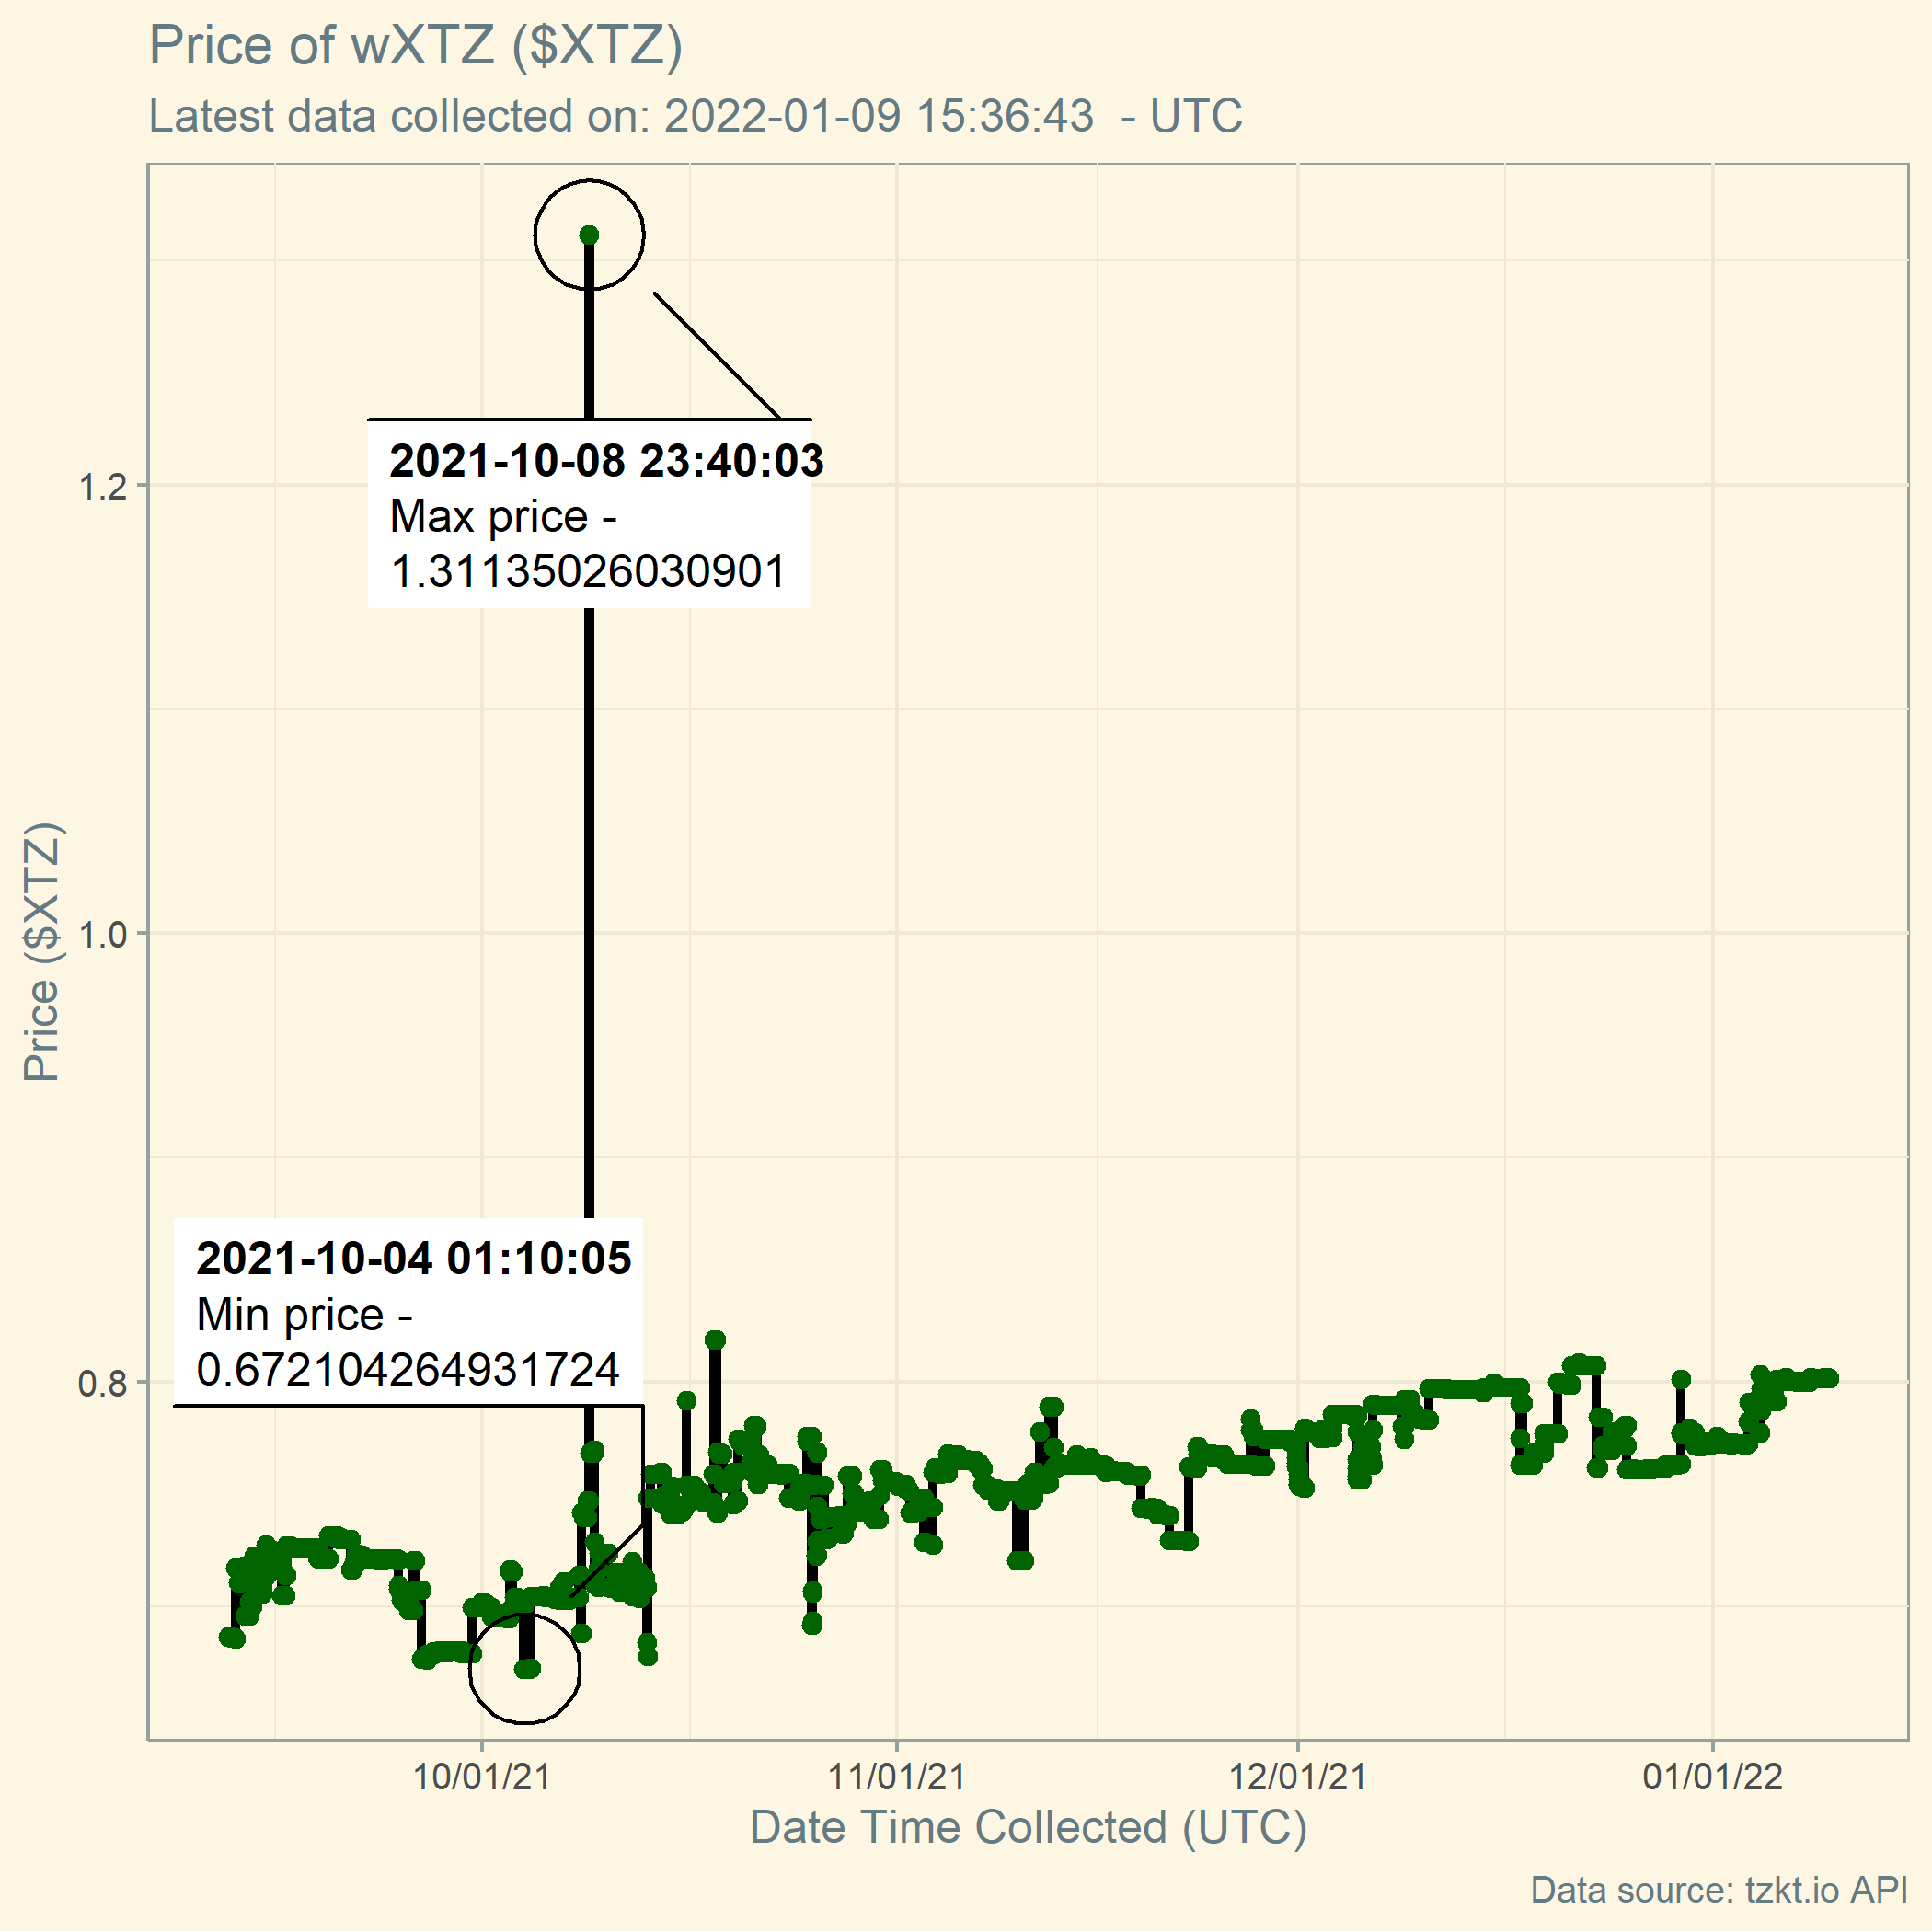 Price of wXTZ ($XTZ)
Latest data collected on: 2022-01-09 15:36:43  - UTC
2021-10-08 23:40:03
Max price -
1.31135026030901
2021-10-04 01:10:05
Min price -
0.672104264931724
Price ($XTZ)
1.2
1.0
0.8
10/01/21
11/01/21
12/01/21
01/01/22
Date Time Collected (UTC)
Data source: tzkt.io API